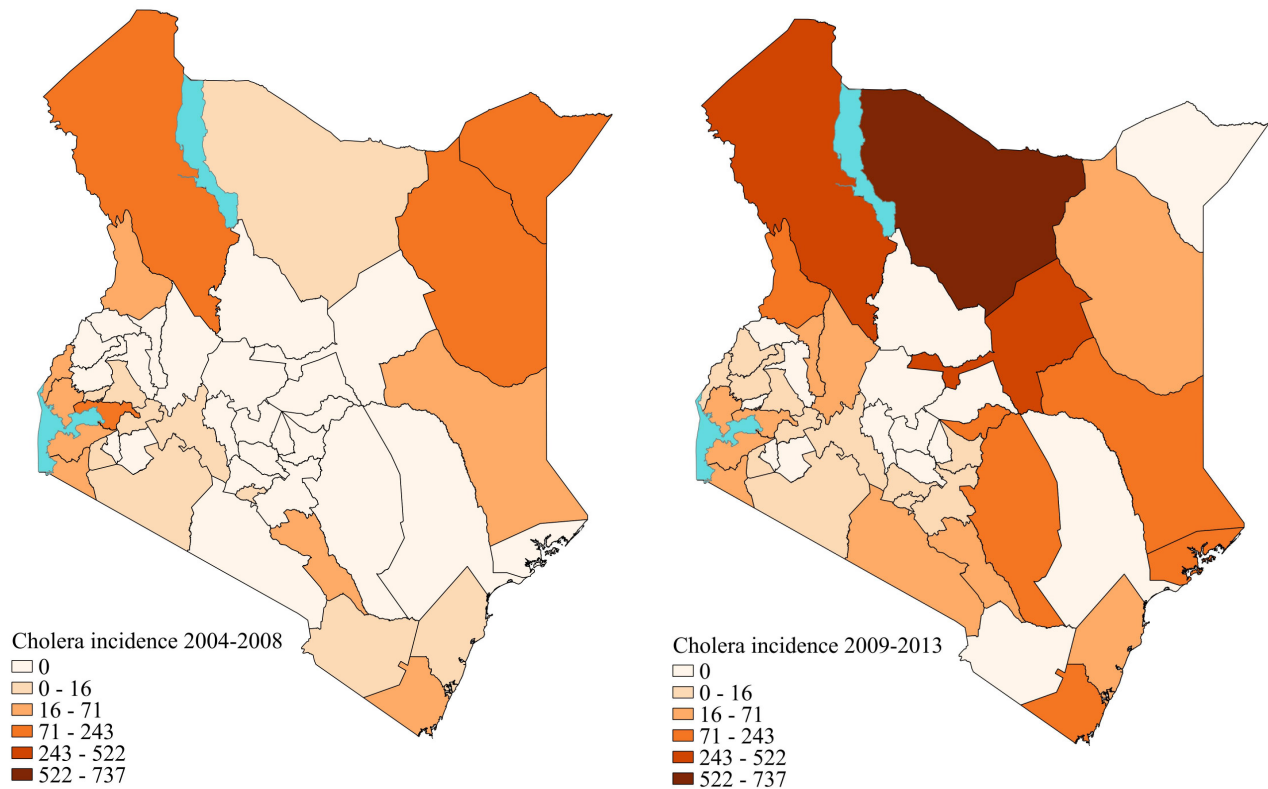 Cholera incidence 2004-2008
0
0 - 16
16 - 71
71 - 243
243 - 522
522 - 737
Cholera incidence 2009-2013
0
0 - 16
16 - 71
71 - 243
243 - 522
522 - 737